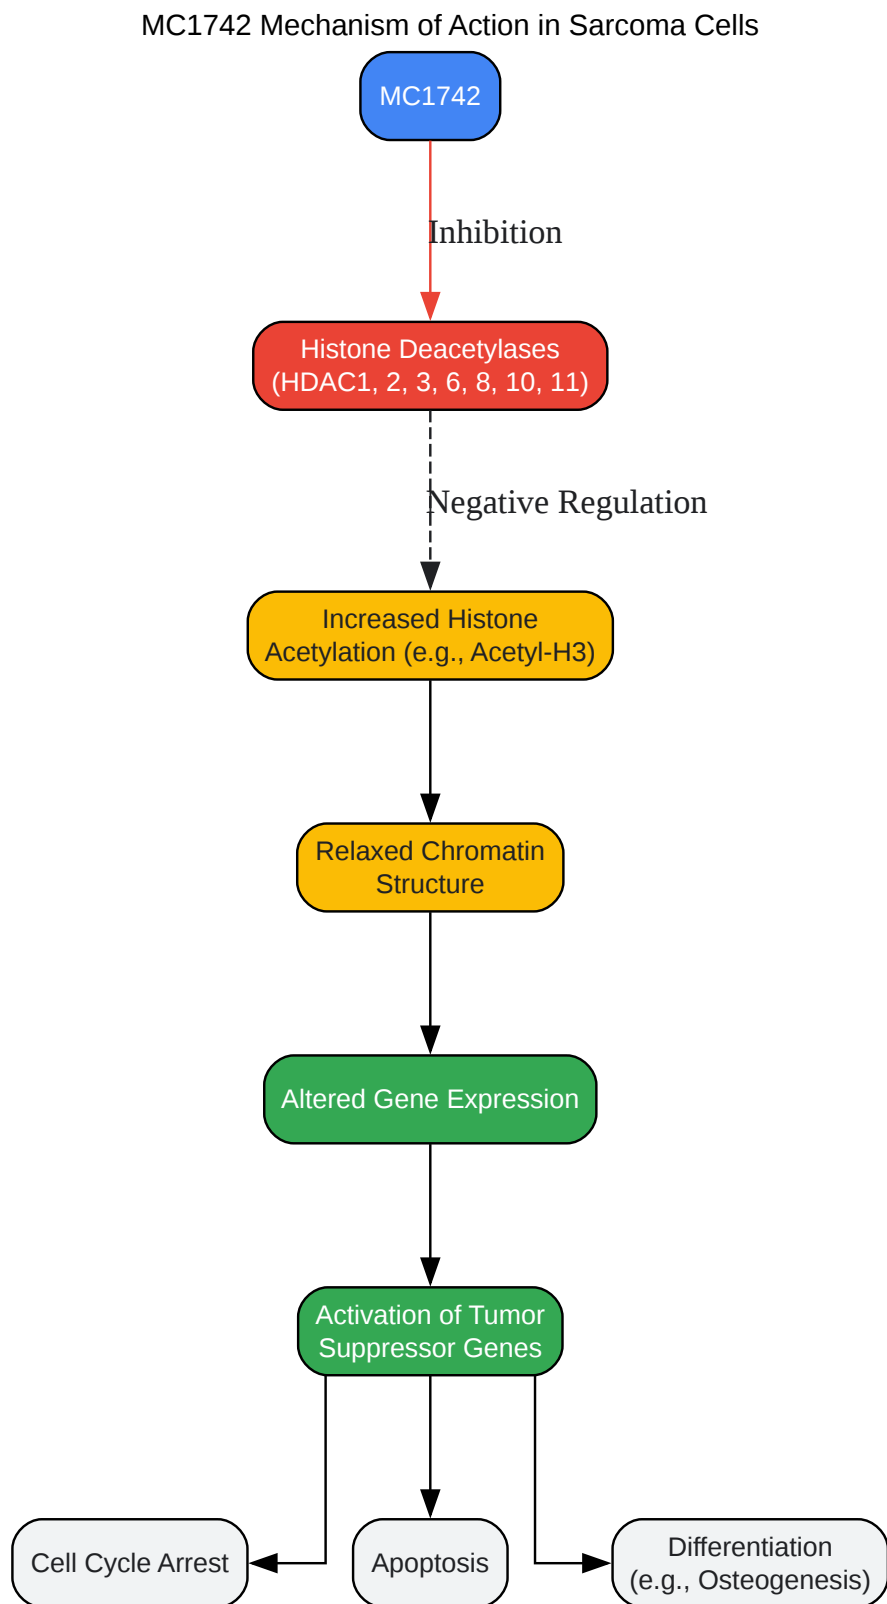 MC1742 Mechanism of Action in Sarcoma Cells
MC1742
Inhibition
Histone Deacetylases
(HDAC1, 2, 3, 6, 8, 10, 11)
Negative Regulation
Increased Histone
Acetylation (e.g., Acetyl-H3)
Relaxed Chromatin
Structure
Altered Gene Expression
Activation of Tumor
Suppressor Genes
Cell Cycle Arrest
Apoptosis
Differentiation
(e.g., Osteogenesis)